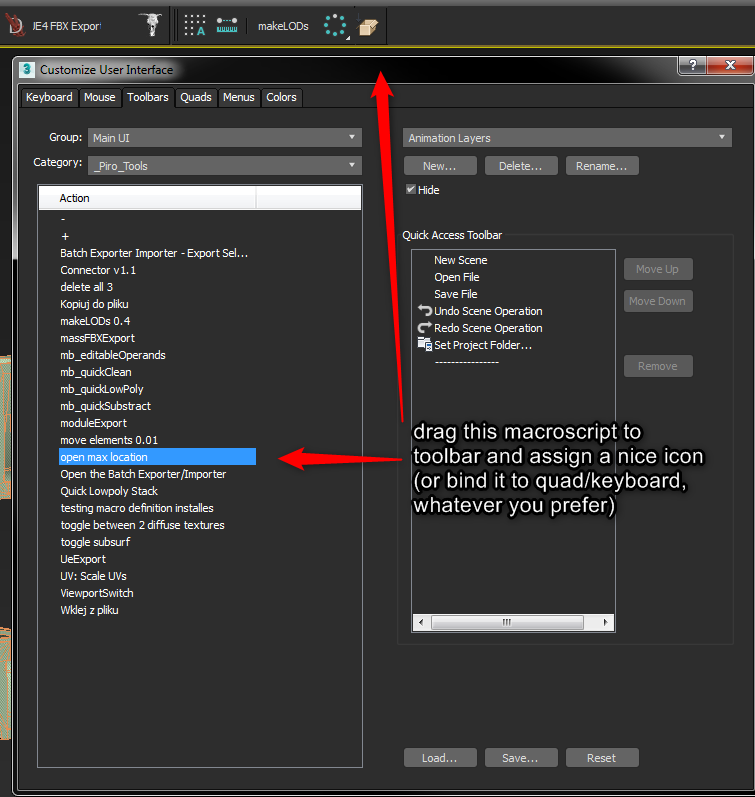 JE4 FBX Export
A
makeLODs
3 Customize User Interface
? X
Keyboard Mouse Toolbars Quads Menus Colors
Group: Main UI
Animation Layers
Category: _Piro_Tools
New... Delete... Rename...
Hide
Action
Quick Access Toolbar
-
+
Batch Exporter Importer - Export Sel...
Connector v1.1
delete all 3
Kopiuj do pliku
makeLODs 0.4
massFBXExport
mb_editableOperands
mb_quickClean
mb_quickLowPoly
mb_quickSubstract
moduleExport
move elements 0.01
open max location
Open the Batch Exporter/Importer
Quick Lowpoly Stack
testing macro definition installes
toggle between 2 diffuse textures
toggle subsurf
UeExport
UV: Scale UVs
ViewportSwitch
Wklej z pliku
New Scene
Open File
Save File
Undo Scene Operation
Redo Scene Operation
Set Project Folder...
---------------
Move Up
Move Down
Remove
drag this macroscript to
toolbar and assign a nice icon
(or bind it to quad/keyboard,
whatever you prefer)
Load... Save... Reset